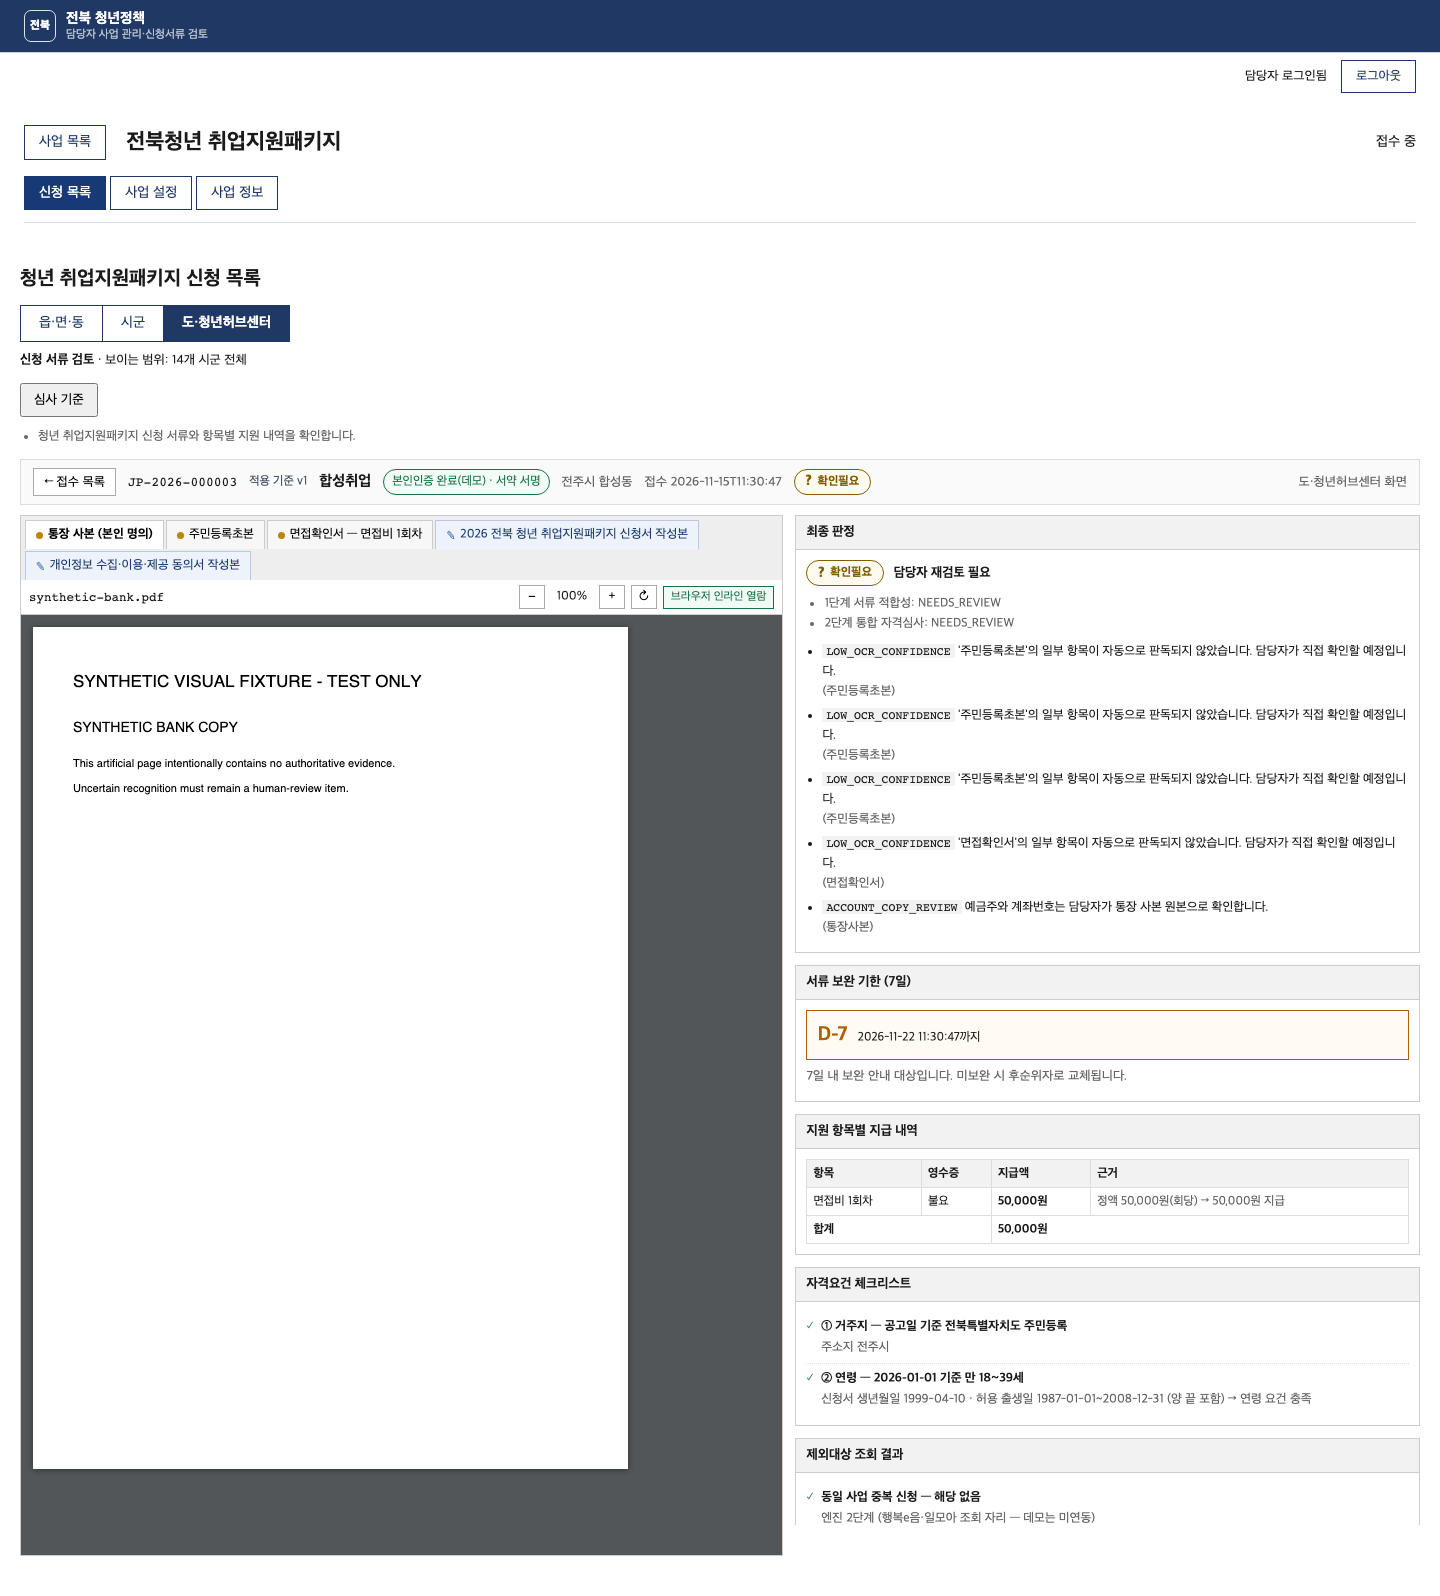 전북
전북 청년정책
담당자 사업 관리·신청서류 검토
담당자 로그인됨
로그아웃
사업 목록
전북청년 취업지원패키지
접수 중
신청 목록
사업 설정
사업 정보
청년 취업지원패키지 신청 목록
읍·면·동
시군
도·청년허브센터
신청 서류 검토 · 보이는 범위: 14개 시군 전체
심사 기준
청년 취업지원패키지 신청 서류와 항목별 지원 내역을 확인합니다.
← 접수 목록
JP-2026-000003
적용 기준 v1
합성취업
본인인증 완료(데모) · 서약 서명
전주시 합성동
접수 2026-11-15T11:30:47
? 확인필요
도·청년허브센터 화면
통장 사본 (본인 명의)
주민등록초본
면접확인서 — 면접비 1회차
✎ 2026 전북 청년 취업지원패키지 신청서 작성본
✎ 개인정보 수집·이용·제공 동의서 작성본
synthetic-bank.pdf
−
100%
+
↻
브라우저 인라인 열람
SYNTHETIC VISUAL FIXTURE - TEST ONLY
SYNTHETIC BANK COPY
This artificial page intentionally contains no authoritative evidence.
Uncertain recognition must remain a human-review item.
최종 판정
? 확인필요
담당자 재검토 필요
1단계 서류 적합성: NEEDS_REVIEW
2단계 통합 자격심사: NEEDS_REVIEW
LOW_OCR_CONFIDENCE '주민등록초본'의 일부 항목이 자동으로 판독되지 않았습니다. 담당자가 직접 확인할 예정입니
다.
(주민등록초본)
LOW_OCR_CONFIDENCE '주민등록초본'의 일부 항목이 자동으로 판독되지 않았습니다. 담당자가 직접 확인할 예정입니
다.
(주민등록초본)
LOW_OCR_CONFIDENCE '주민등록초본'의 일부 항목이 자동으로 판독되지 않았습니다. 담당자가 직접 확인할 예정입니
다.
(주민등록초본)
LOW_OCR_CONFIDENCE '면접확인서'의 일부 항목이 자동으로 판독되지 않았습니다. 담당자가 직접 확인할 예정입니
다.
(면접확인서)
ACCOUNT_COPY_REVIEW 예금주와 계좌번호는 담당자가 통장 사본 원본으로 확인합니다.
(통장사본)
서류 보완 기한 (7일)
D-7 2026-11-22 11:30:47까지
7일 내 보완 안내 대상입니다. 미보완 시 후순위자로 교체됩니다.
지원 항목별 지급 내역
항목 영수증 지급액 근거
면접비 1회차 불요 50,000원 정액 50,000원(회당) → 50,000원 지급
합계 50,000원
자격요건 체크리스트
✓ ① 거주지 — 공고일 기준 전북특별자치도 주민등록
주소지 전주시
✓ ② 연령 — 2026-01-01 기준 만 18~39세
신청서 생년월일 1999-04-10 · 허용 출생일 1987-01-01~2008-12-31 (양 끝 포함) → 연령 요건 충족
제외대상 조회 결과
✓ 동일 사업 중복 신청 — 해당 없음
엔진 2단계 (행복e음·일모아 조회 자리 — 데모는 미연동)